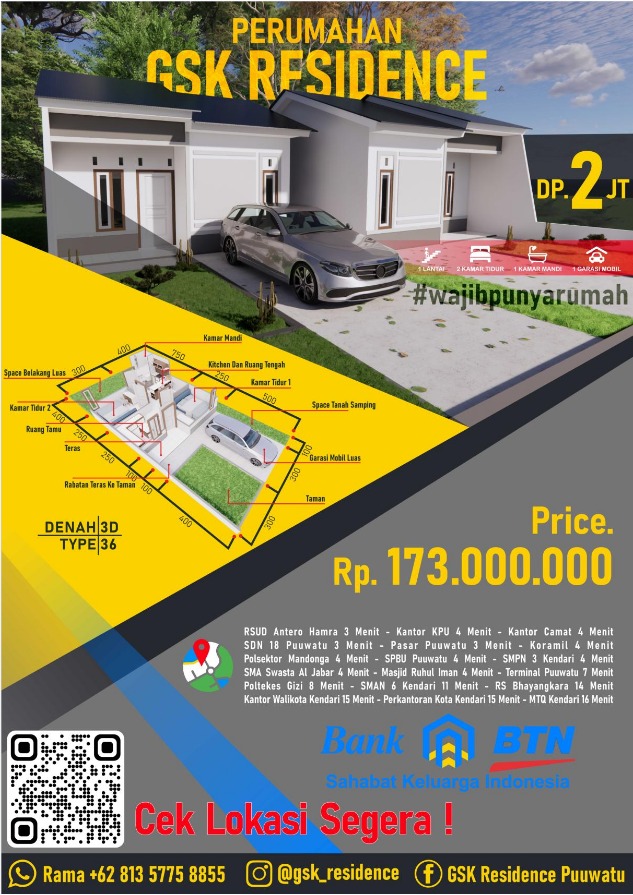 PERUMAHAN
GSK RESIDENCE
DP. 2 JT
1 LANTAI
2 KAMAR TIDUR
1 KAMAR MANDI
1 GARASI MOBIL
#wajibpunyarumah
Kamar Mandi
Kitchen Dan Ruang Tengah
Space Belakang Luas
Kamar Tidur 1
Kamar Tidur 2
Space Tanah Samping
Ruang Tamu
Teras
Garasi Mobil Luas
Rabatan Teras Ke Taman
Taman
300
400
750
250
250
500
400
250
250
100
100
400
100
300
300
DENAH 3D
TYPE 36
Price.
Rp. 173.000.000
RSUD Antero Hamra 3 Menit - Kantor KPU 4 Menit - Kantor Camat 4 Menit
SDN 18 Puuwatu 3 Menit - Pasar Puuwatu 3 Menit - Koramil 4 Menit
Polsektor Mandonga 4 Menit - SPBU Puuwatu 4 Menit - SMPN 3 Kendari 4 Menit
SMA Swasta Al Jabar 4 Menit - Masjid Ruhul Iman 4 Menit - Terminal Puuwatu 7 Menit
Poltekes Gizi 8 Menit - SMAN 6 Kendari 11 Menit - RS Bhayangkara 14 Menit
Kantor Walikota Kendari 15 Menit - Perkantoran Kota Kendari 15 Menit - MTQ Kendari 16 Menit
Bank BTN
Sahabat Keluarga Indonesia
Cek Lokasi Segera !
Rama +62 813 5775 8855
@gsk_residence
GSK Residence Puuwatu